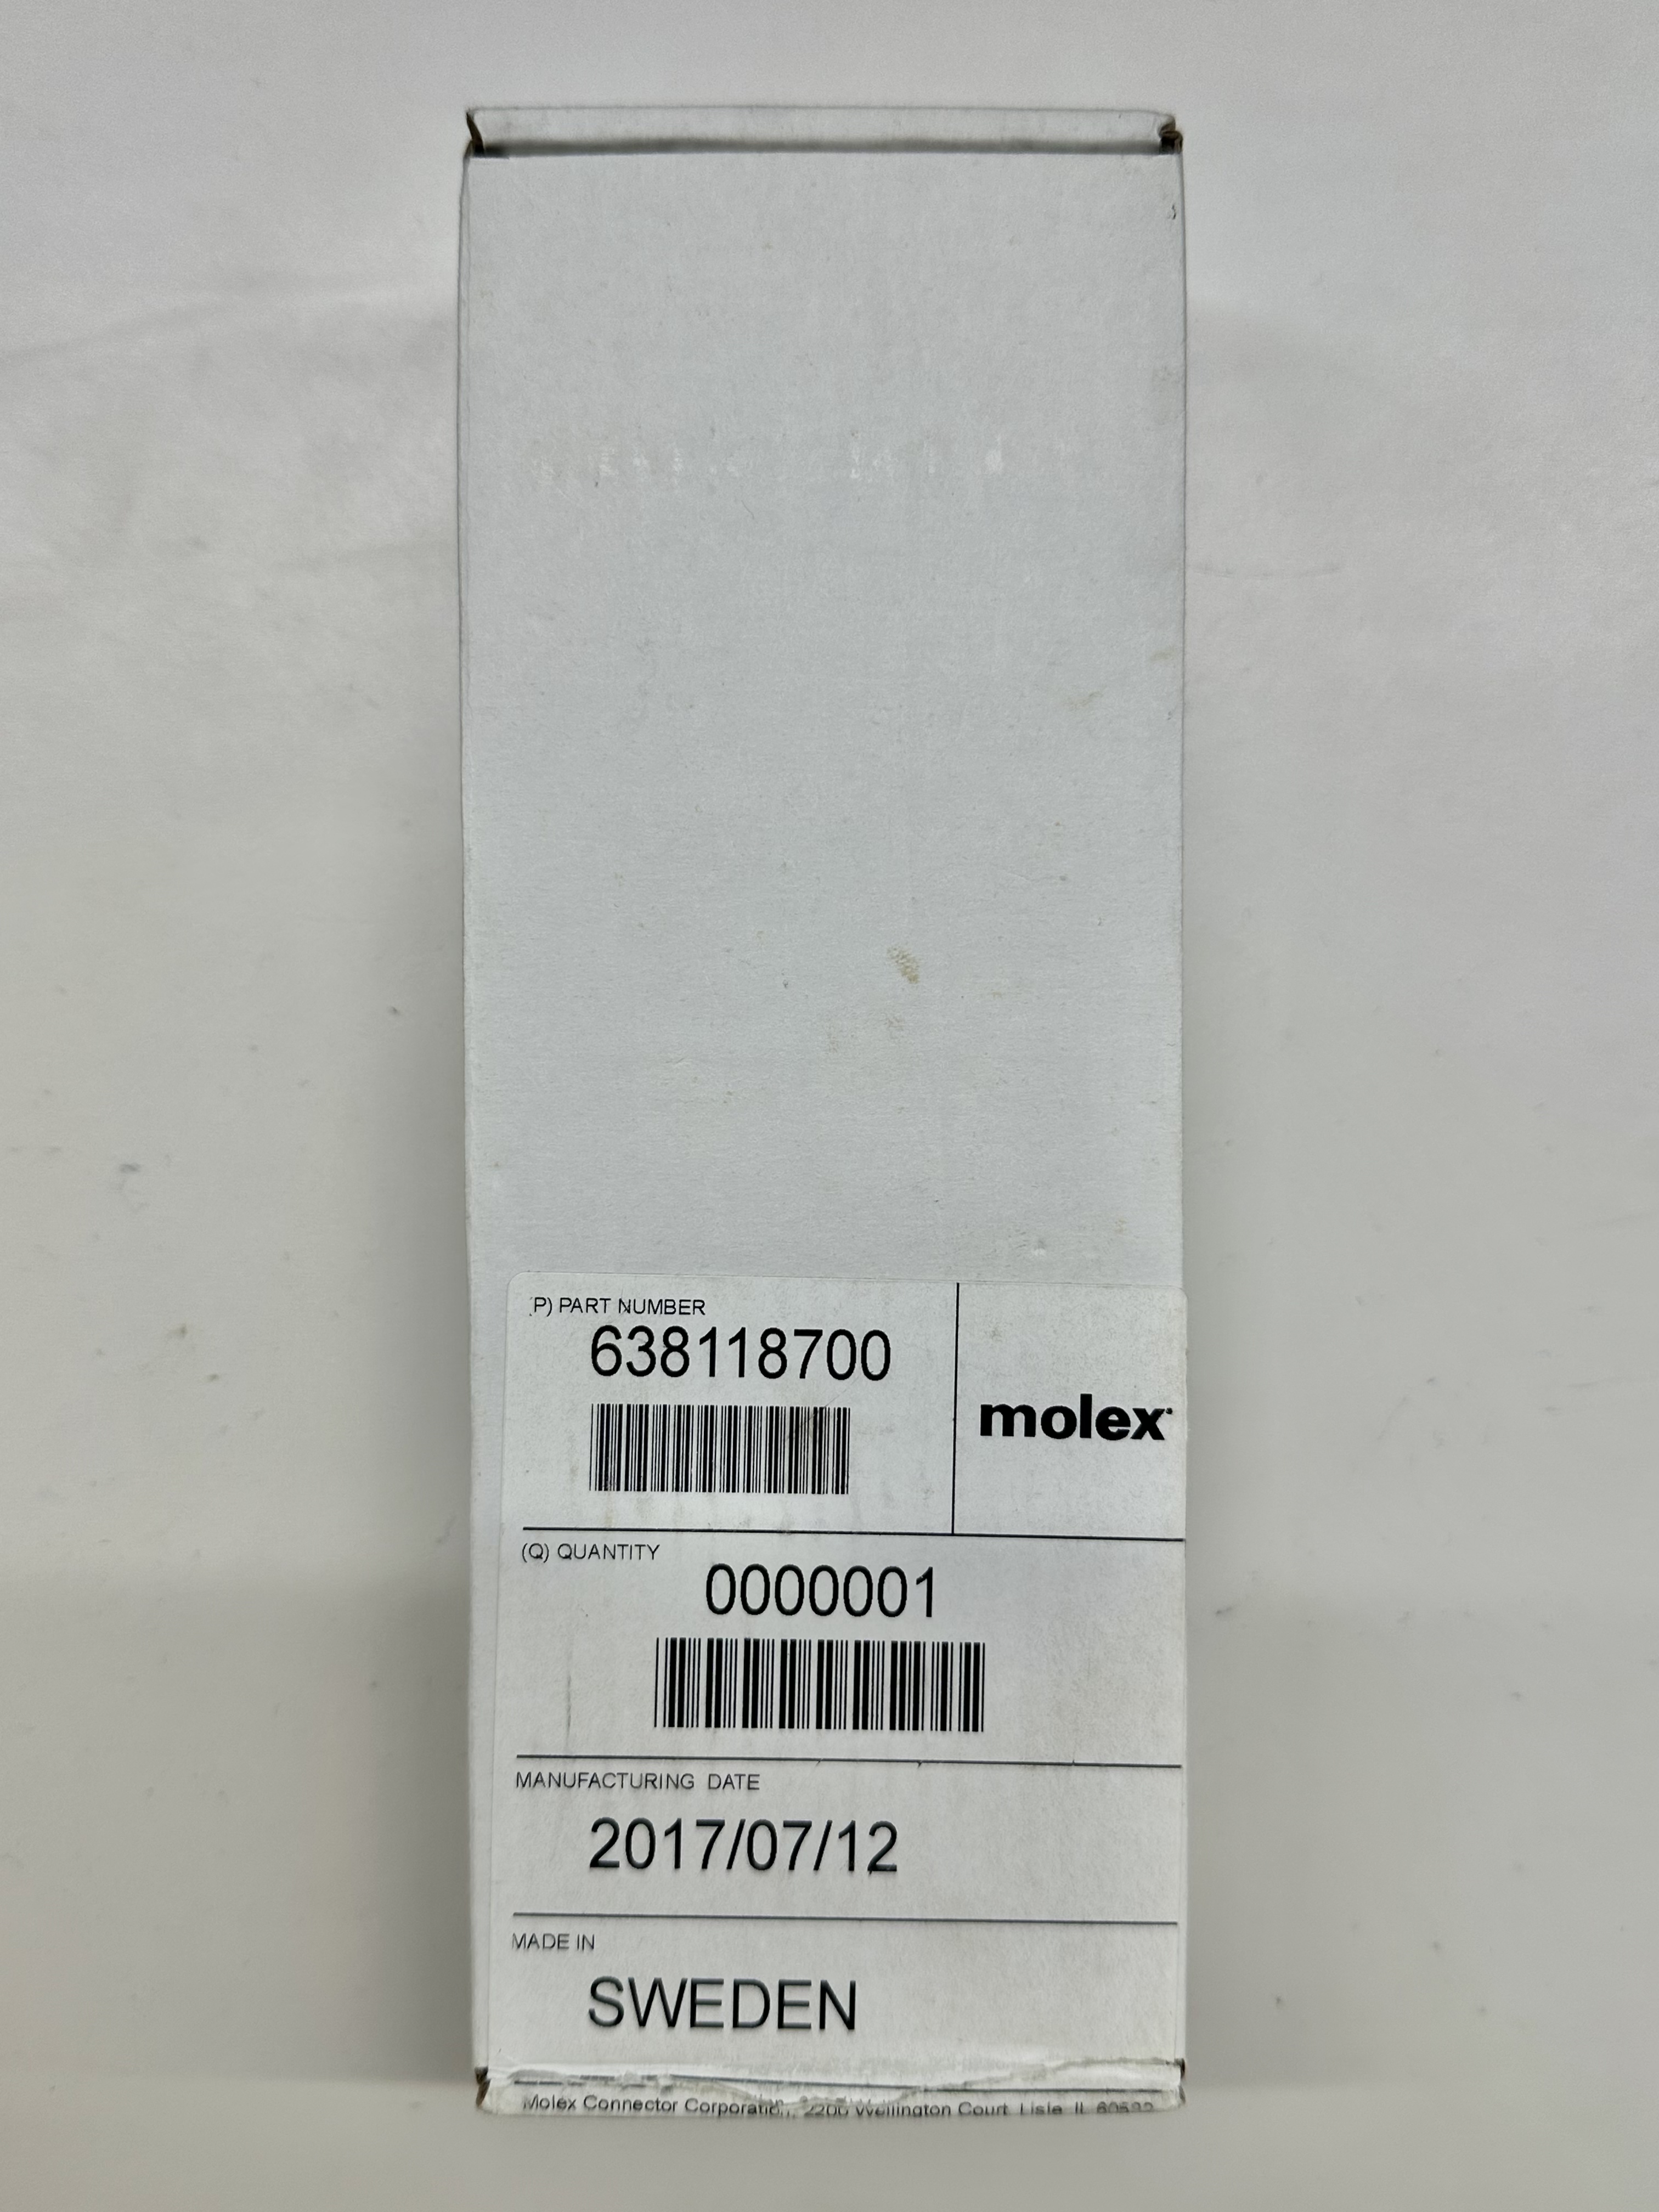 P) PART NUMBER
638118700
molex
(Q) QUANTITY
0000001
MANUFACTURING DATE
2017/07/12
MADE IN
SWEDEN
Molex Connector Corporation, 2200 Wellington Court, Lisle IL 60532